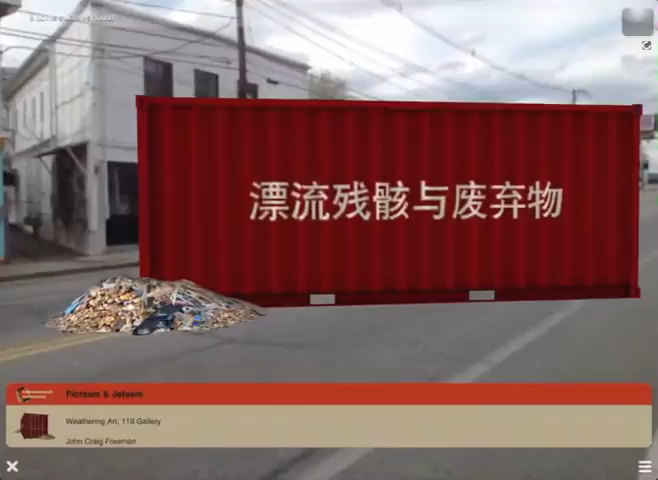 漂流残骸与废弃物
Flotsam & Jetsam
Weathering Art, 119 Gallery
John Craig Freeman